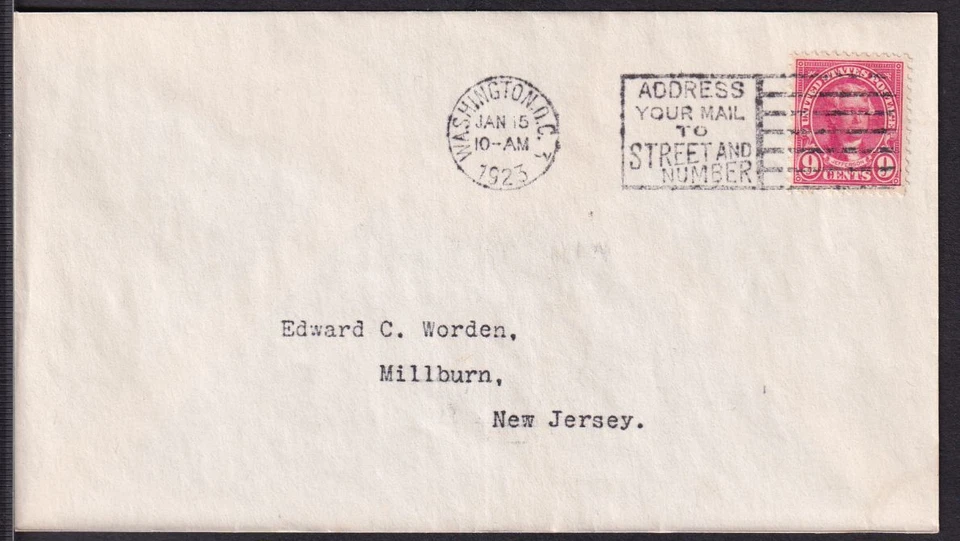 WASHINGTON, D.C.
JAN 15
10-AM
1923
ADDRESS
YOUR MAIL
TO
STREET AND
NUMBER
UNITED STATES POSTAGE
9 9
CENTS
Edward C. Worden,
Millburn,
New Jersey.